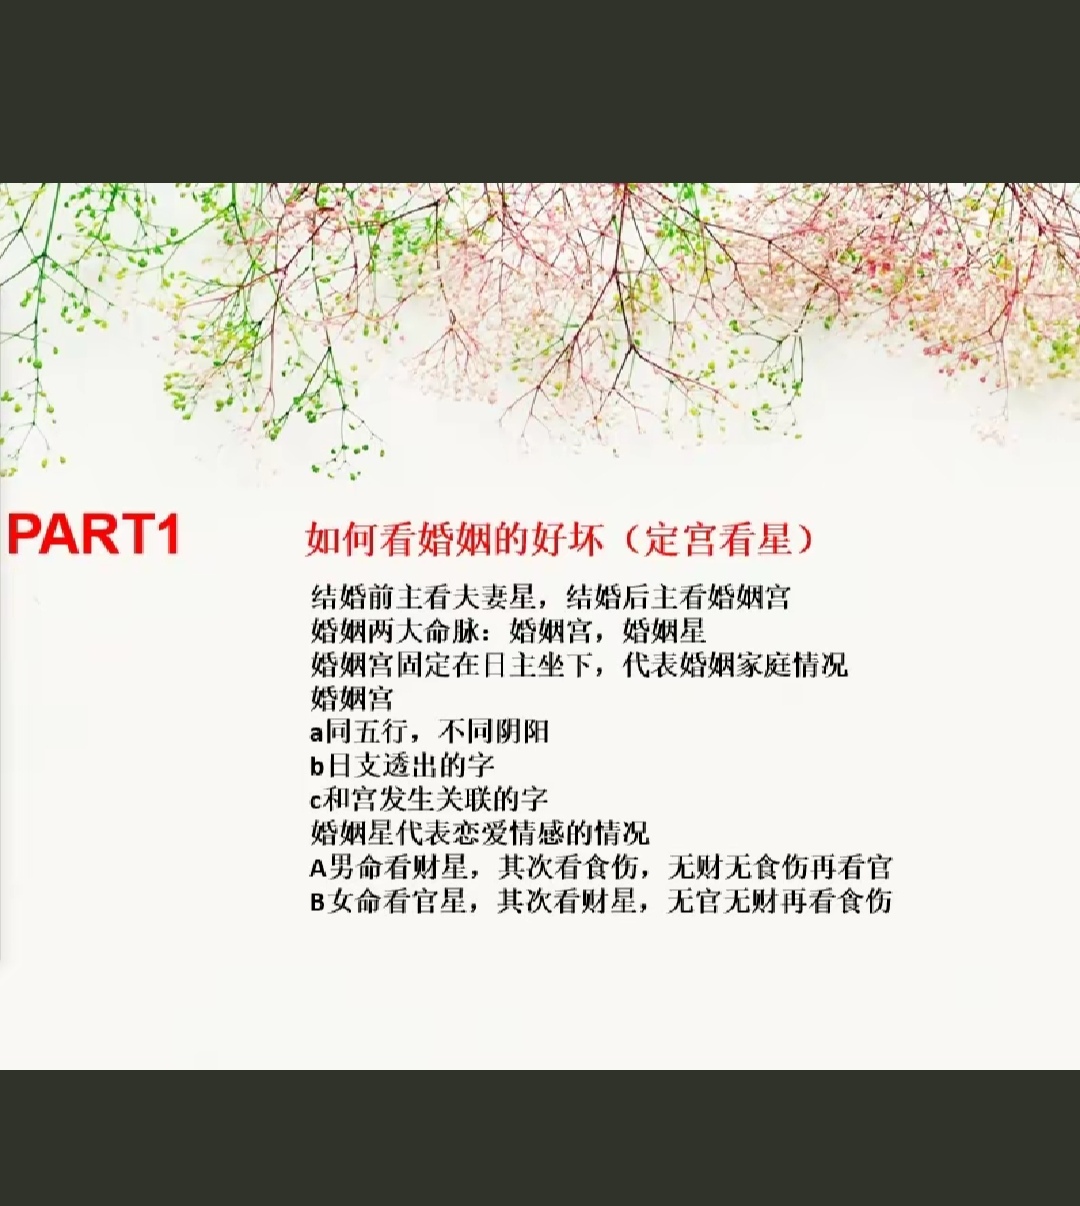 PART1
如何看婚姻的好坏（定宫看星）
结婚前主看夫妻星，结婚后主看婚姻宫
婚姻两大命脉：婚姻宫，婚姻星
婚姻宫固定在日主坐下，代表婚姻家庭情况
婚姻宫
a同五行，不同阴阳
b日支透出的字
c和宫发生关联的字
婚姻星代表恋爱情感的情况
A男命看财星，其次看食伤，无财无食伤再看官
B女命看官星，其次看财星，无官无财再看食伤